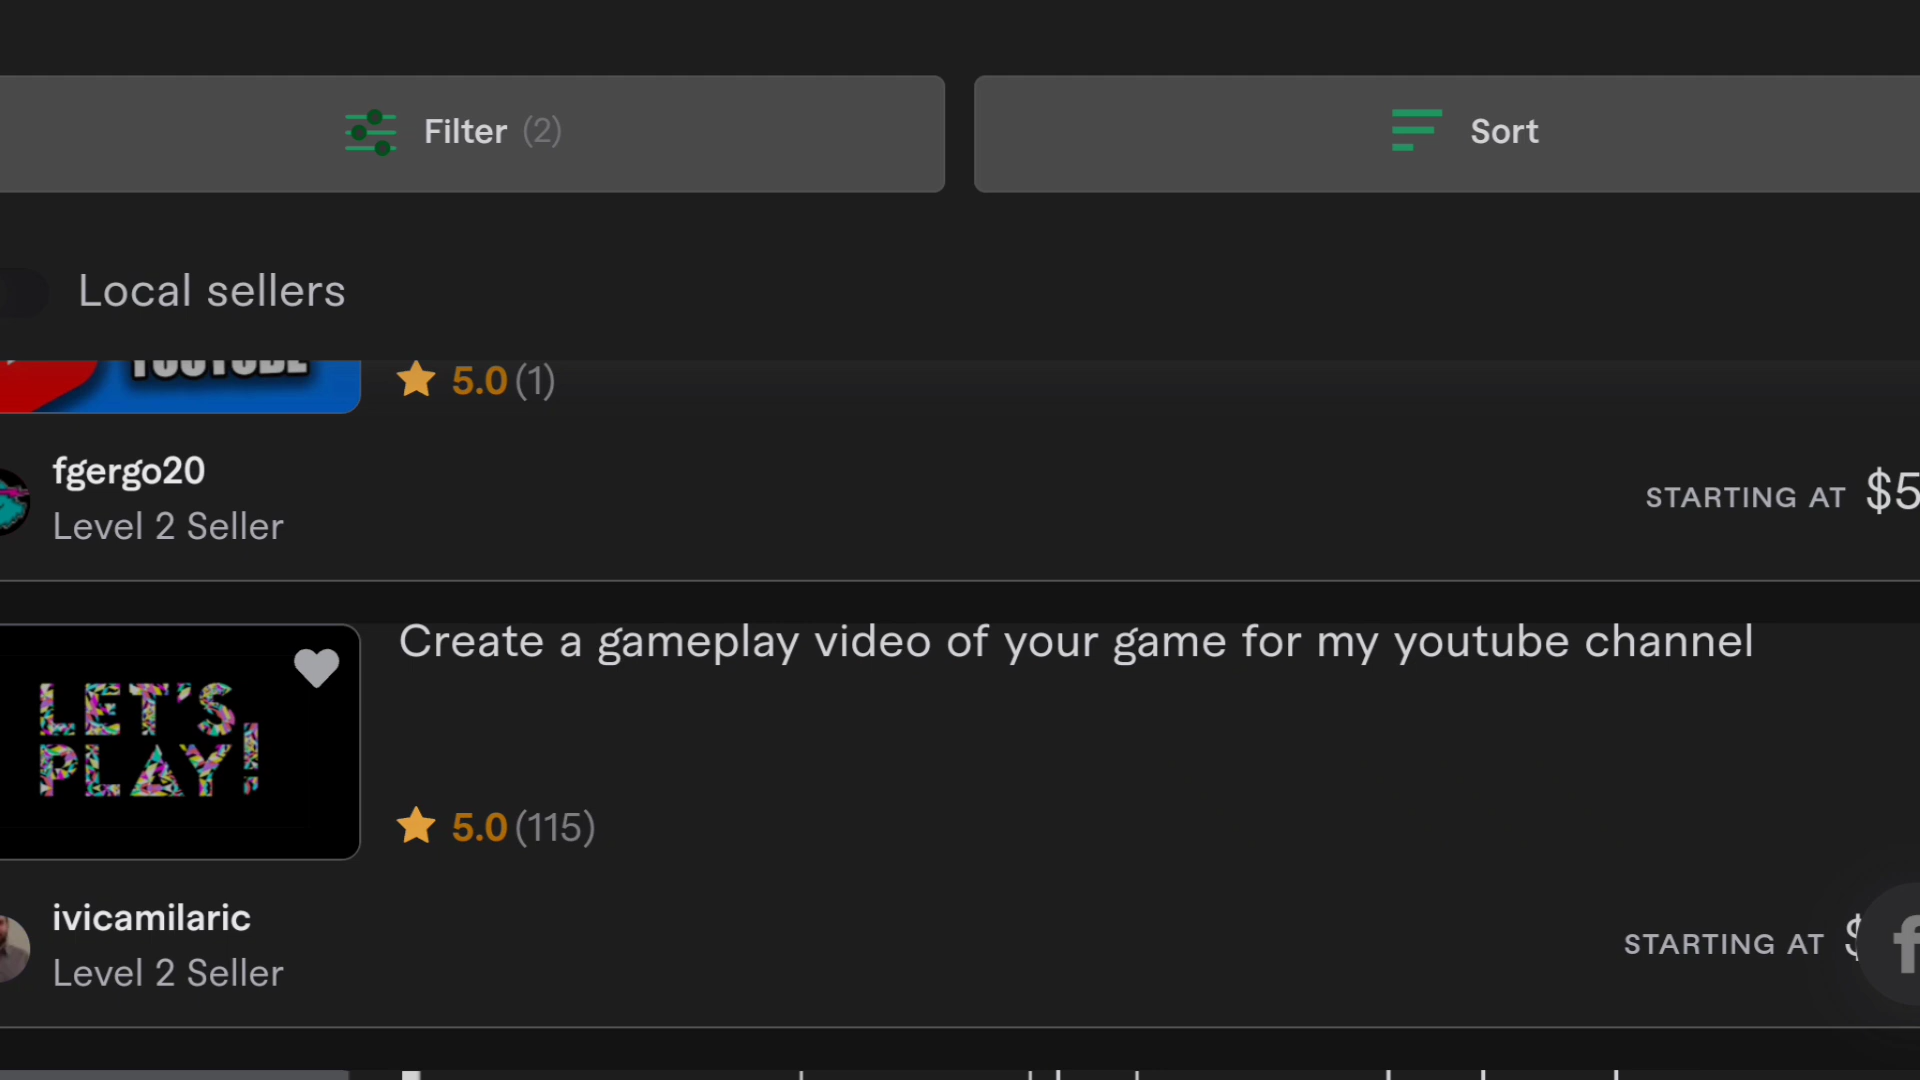 Filter (2)
Sort
Local sellers
YOUTUBE
5.0 (1)
fgergo20
Level 2 Seller
STARTING AT $5
Create a gameplay video of your game for my youtube channel
LET'S
PLAY!
5.0 (115)
ivicamilaric
Level 2 Seller
STARTING AT $
f